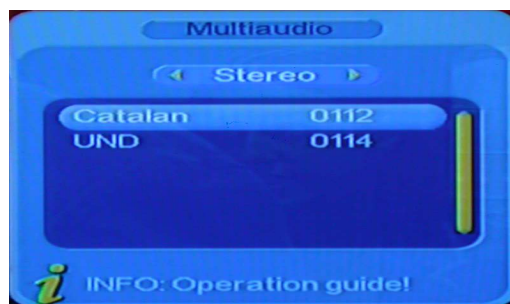 Multiaudio
Stereo
Catalan 0112
UND 0114
INFO: Operation guide!